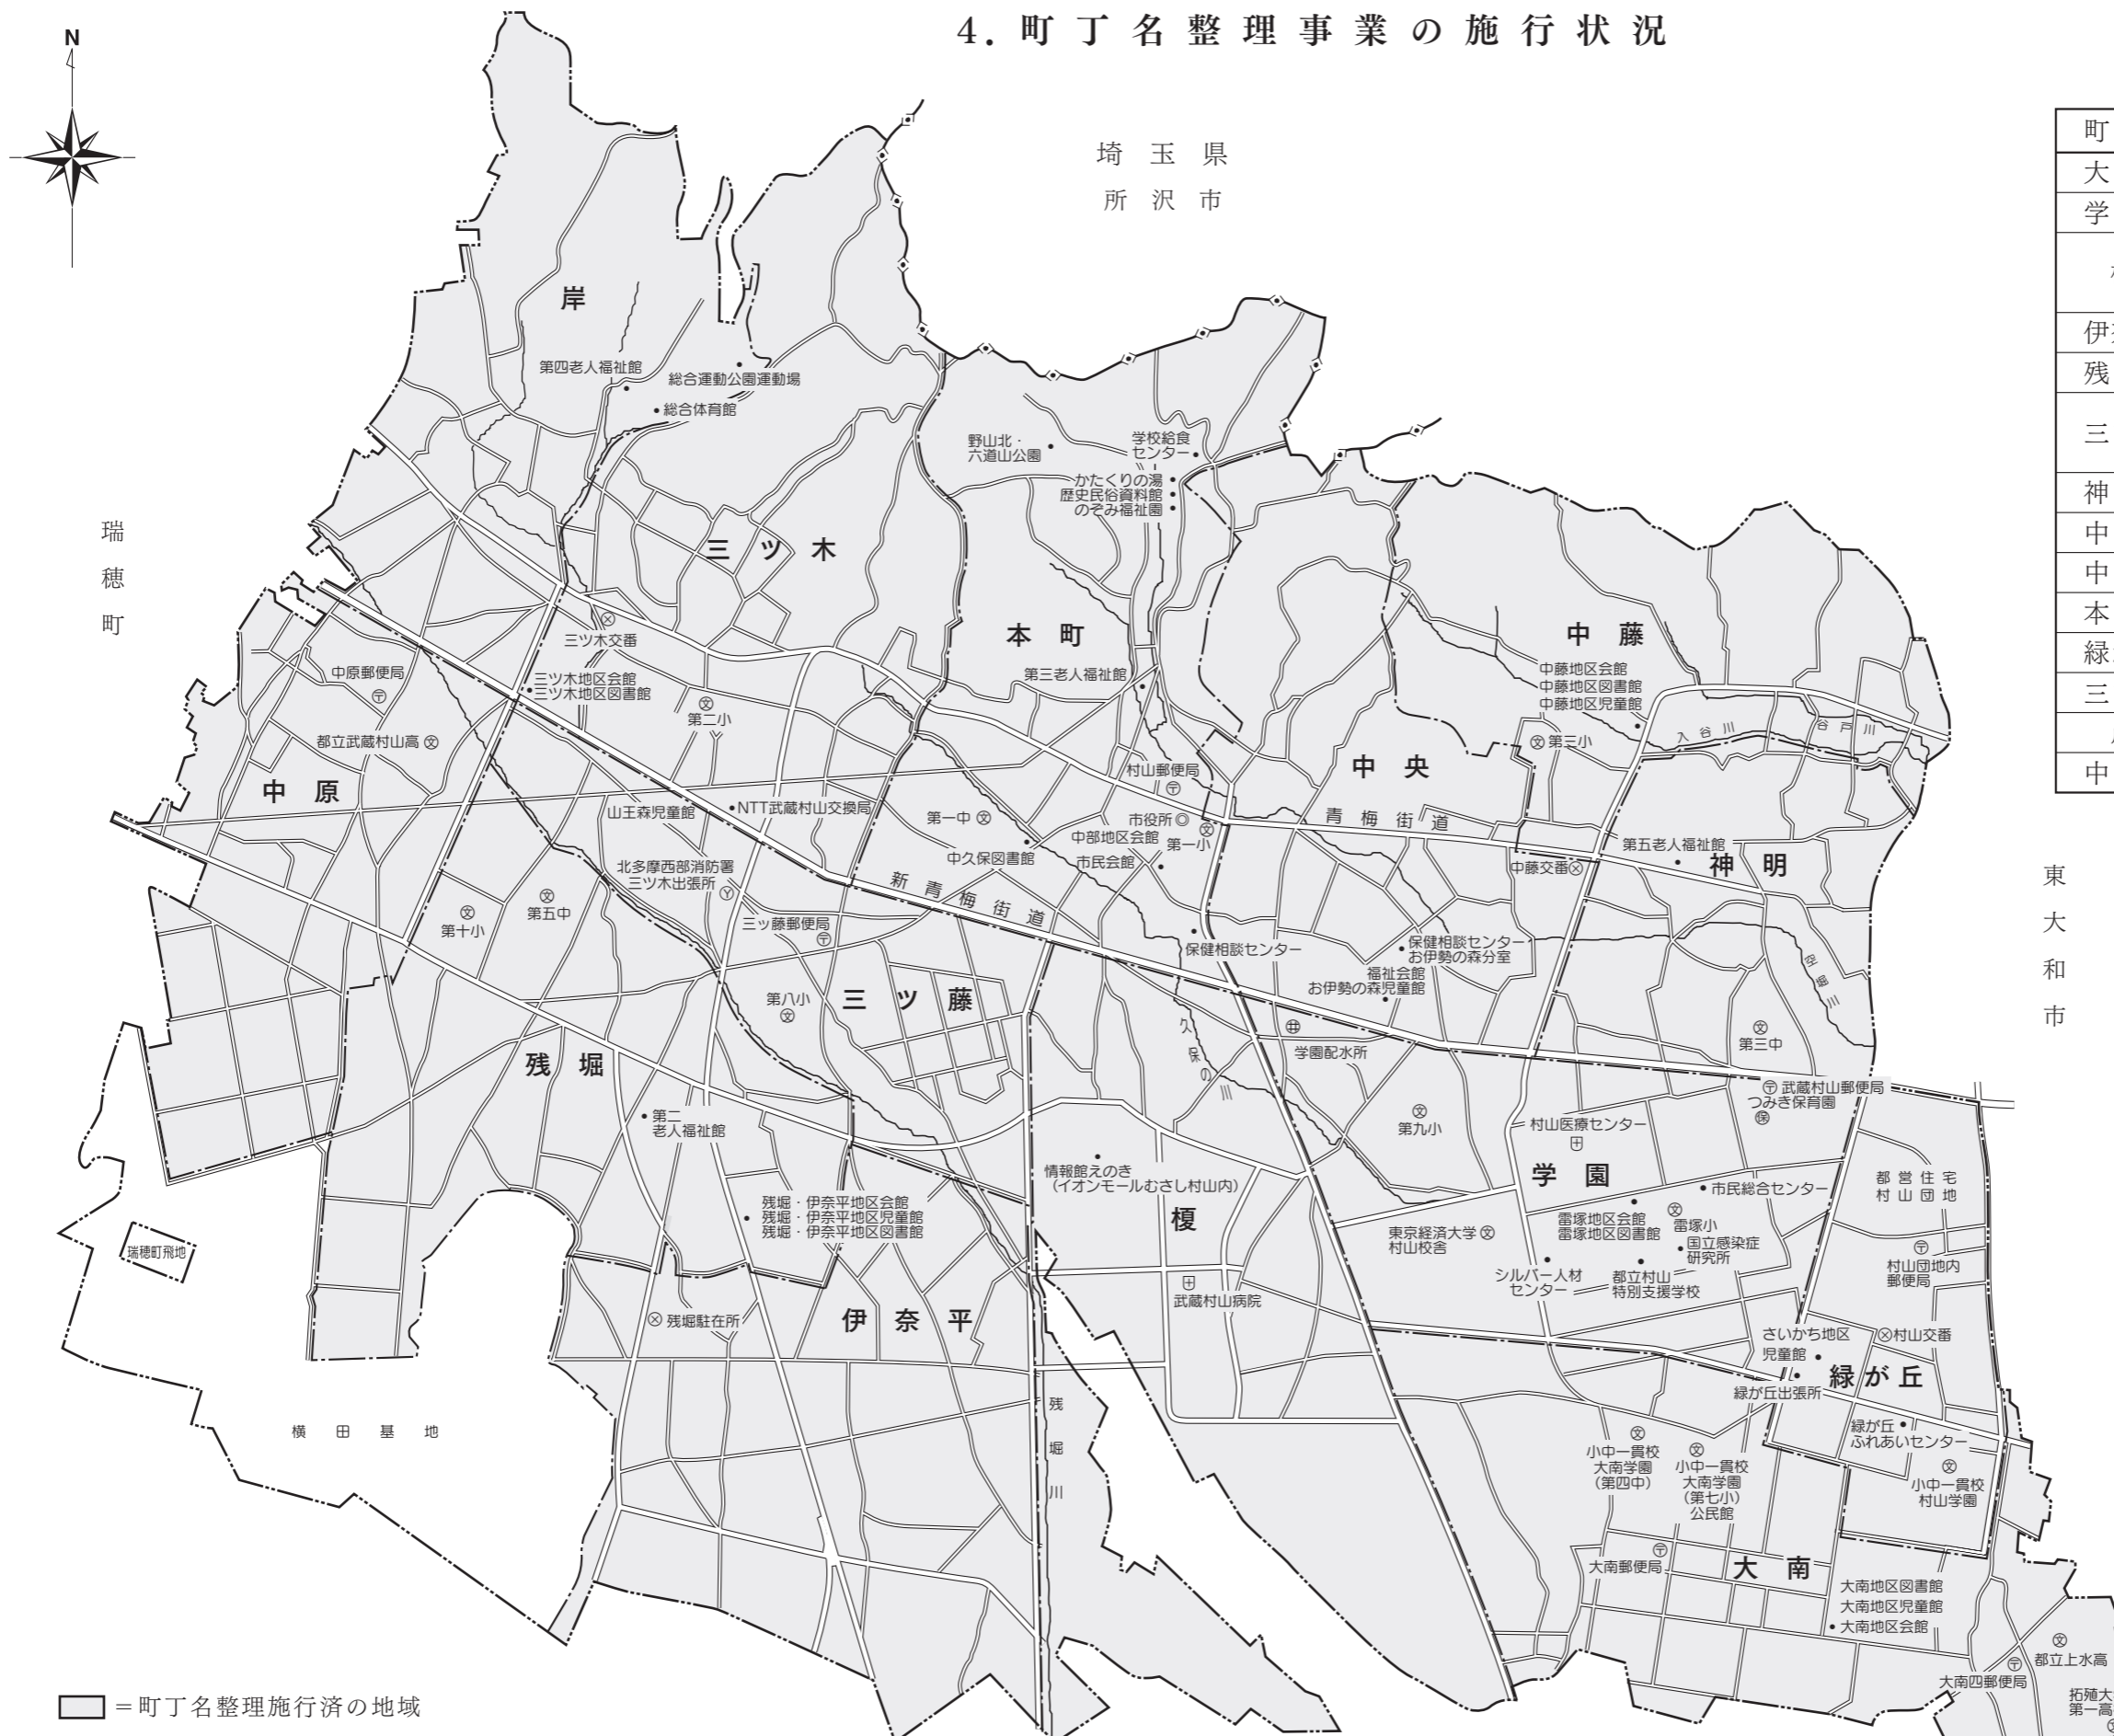 4. 町丁名整理事業の施行状況
N
埼玉県
所沢市
瑞穂町
東大和市
町
大
学
伊
残
三
神
中
中
本
緑
三
中
岸
第四老人福祉館
総合運動公園運動場
総合体育館
野山北・
六道山公園
学校給食
センター
かたくりの湯
歴史民俗資料館
のぞみ福祉園
三ツ木
本町
中藤
三ツ木交番
三ツ木地区会館
三ツ木地区図書館
第三老人福祉館
中藤地区会館
中藤地区図書館
中藤地区児童館
中原郵便局
第二小
都立武蔵村山高
第三小
入谷川
谷戸川
中原
中央
村山郵便局
山王森児童館
NTT武蔵村山交換局
第一中
市役所
中部地区会館
第一小
青梅街道
中久保図書館
市民会館
第五老人福祉館
中藤交番
神明
北多摩西部消防署
三ツ木出張所
新青梅街道
第五中
第十小
三ッ藤郵便局
保健相談センター
保健相談センター
お伊勢の森分室
福祉会館
お伊勢の森児童館
空堀川
第八小
三ツ藤
久保の川
学園配水所
第三中
残堀
武蔵村山郵便局
つみき保育園
第二
老人福祉館
第九小
村山医療センター
情報館えのき
(イオンモールむさし村山内)
学園
市民総合センター
都営住宅
村山団地
残堀・伊奈平地区会館
残堀・伊奈平地区児童館
残堀・伊奈平地区図書館
榎
東京経済大学
村山校舎
雷塚地区会館
雷塚地区図書館
雷塚小
国立感染症
研究所
瑞穂町飛地
村山団地内
郵便局
シルバー人材
センター
都立村山
特別支援学校
武蔵村山病院
残堀駐在所
伊奈平
さいかち地区
児童館
村山交番
緑が丘
緑が丘出張所
横田基地
残堀川
緑が丘
ふれあいセンター
小中一貫校
大南学園
(第四中)
小中一貫校
大南学園
(第七小)
公民館
小中一貫校
村山学園
大南郵便局
大南
大南地区図書館
大南地区児童館
大南地区会館
都立上水高
大南四郵便局
拓殖大
第一高
=町丁名整理施行済の地域